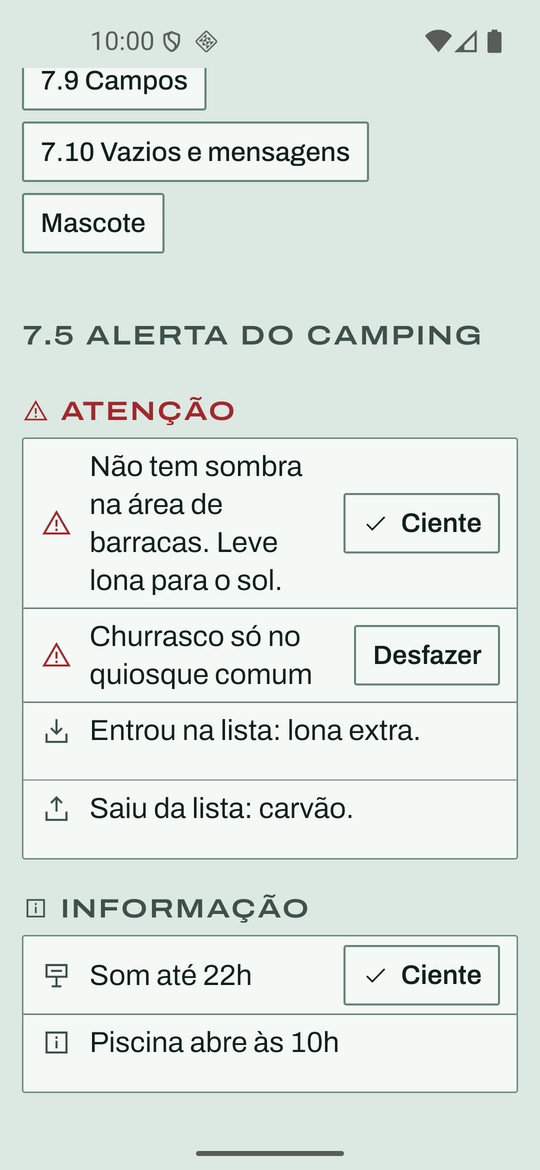 10:00
7.9 Campos
7.10 Vazios e mensagens
Mascote
7.5 ALERTA DO CAMPING
ATENÇÃO
Não tem sombra
na área de
barracas. Leve
lona para o sol.
Ciente
Churrasco só no
quiosque comum
Desfazer
Entrou na lista: lona extra.
Saiu da lista: carvão.
INFORMAÇÃO
Som até 22h
Ciente
Piscina abre às 10h